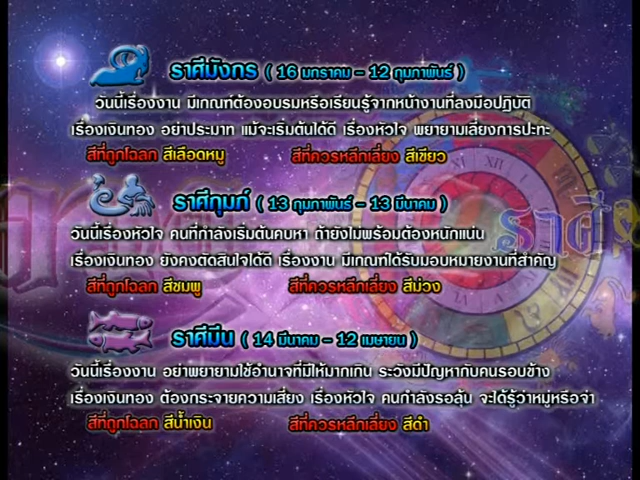 ราศีมังกร ( 16 มกราคม - 12 กุมภาพันธ์ )
วันนี้เรื่องงาน มีเกณฑ์ต้องอบรมหรือเรียนรู้จากหน้างานที่ลงมือปฏิบัติ
เรื่องเงินทอง อย่าประมาท แม้จะเริ่มต้นได้ดี เรื่องหัวใจ พยายามเลี่ยงการปะทะ
สีที่ถูกโฉลก สีเลือดหมู สีที่ควรหลีกเลี่ยง สีเขียว
ราศีกุมภ์ ( 13 กุมภาพันธ์ - 13 มีนาคม )
วันนี้เรื่องหัวใจ คนที่กำลังเริ่มต้นคบหา ถ้ายังไม่พร้อมต้องหนักแน่น
เรื่องเงินทอง ยังคงตัดสินใจได้ดี เรื่องงาน มีเกณฑ์ได้รับมอบหมายงานที่สำคัญ
สีที่ถูกโฉลก สีชมพู สีที่ควรหลีกเลี่ยง สีม่วง
ราศีมีน ( 14 มีนาคม - 12 เมษายน )
วันนี้เรื่องงาน อย่าพยายามใช้อำนาจที่มีให้มากเกิน ระวังมีปัญหากับคนรอบข้าง
เรื่องเงินทอง ต้องกระจายความเสี่ยง เรื่องหัวใจ คนกำลังรอลุ้น จะได้รู้ว่าหมู่หรือจ่า
สีที่ถูกโฉลก สีน้ำเงิน สีที่ควรหลีกเลี่ยง สีดำ